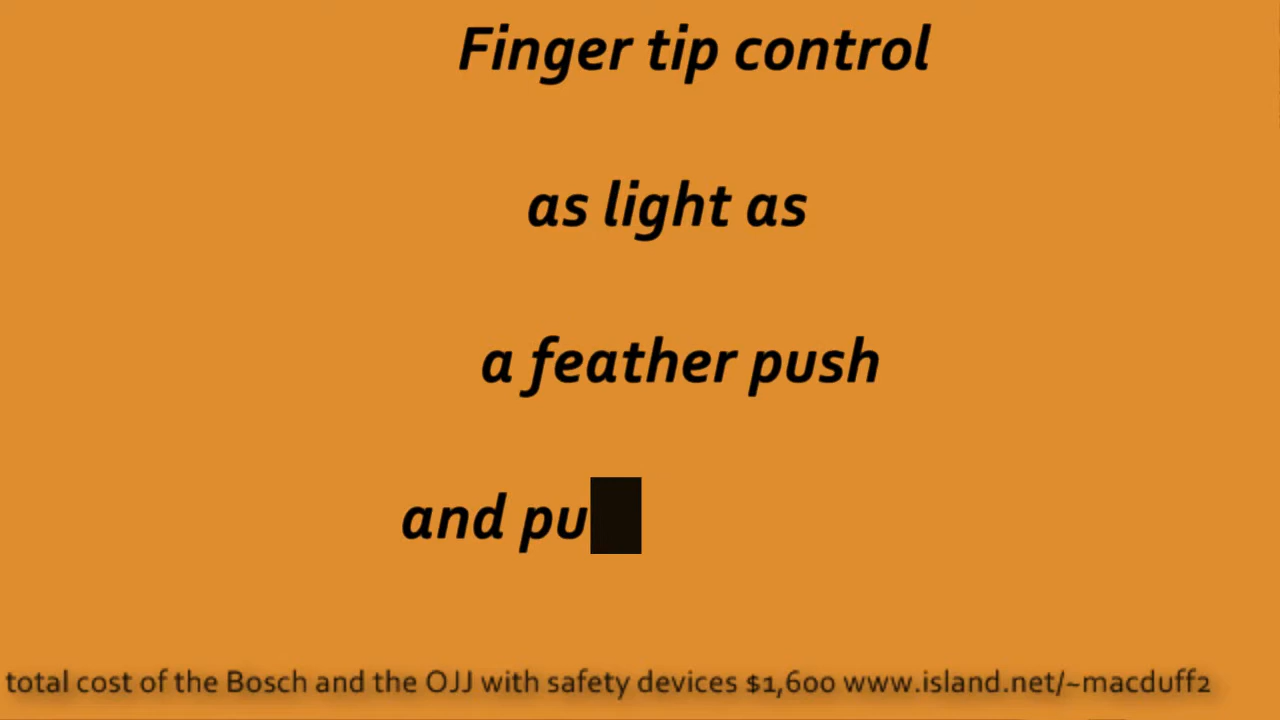 Finger tip control
as light as
a feather push
and pu
total cost of the Bosch and the OJJ with safety devices $1,600 www.island.net/~macduff2